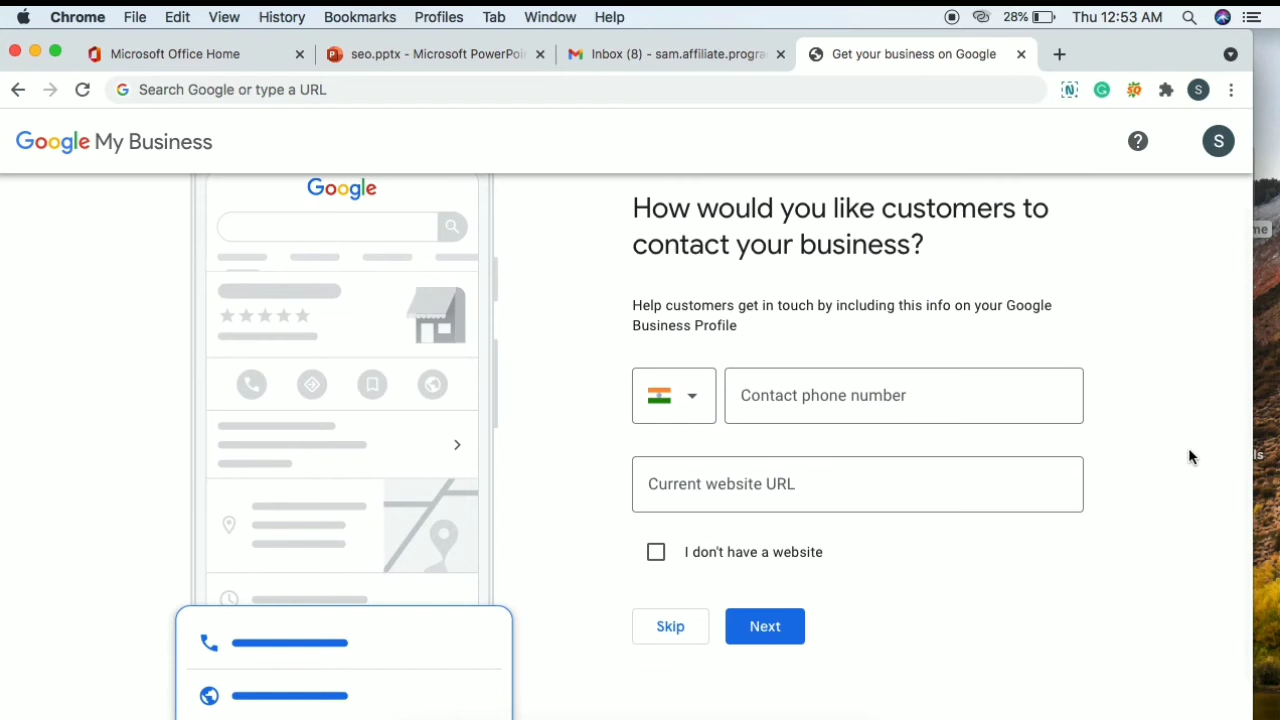 Chrome File Edit View History Bookmarks Profiles Tab Window Help 28% Thu 12:53 AM
Microsoft Office Home seo.pptx - Microsoft PowerPoi Inbox (8) - sam.affiliate.progra Get your business on Google
Search Google or type a URL S
Google My Business S
Google
How would you like customers to
contact your business?
Help customers get in touch by including this info on your Google
Business Profile
Contact phone number
Current website URL
I don't have a website
Skip Next
me
ls